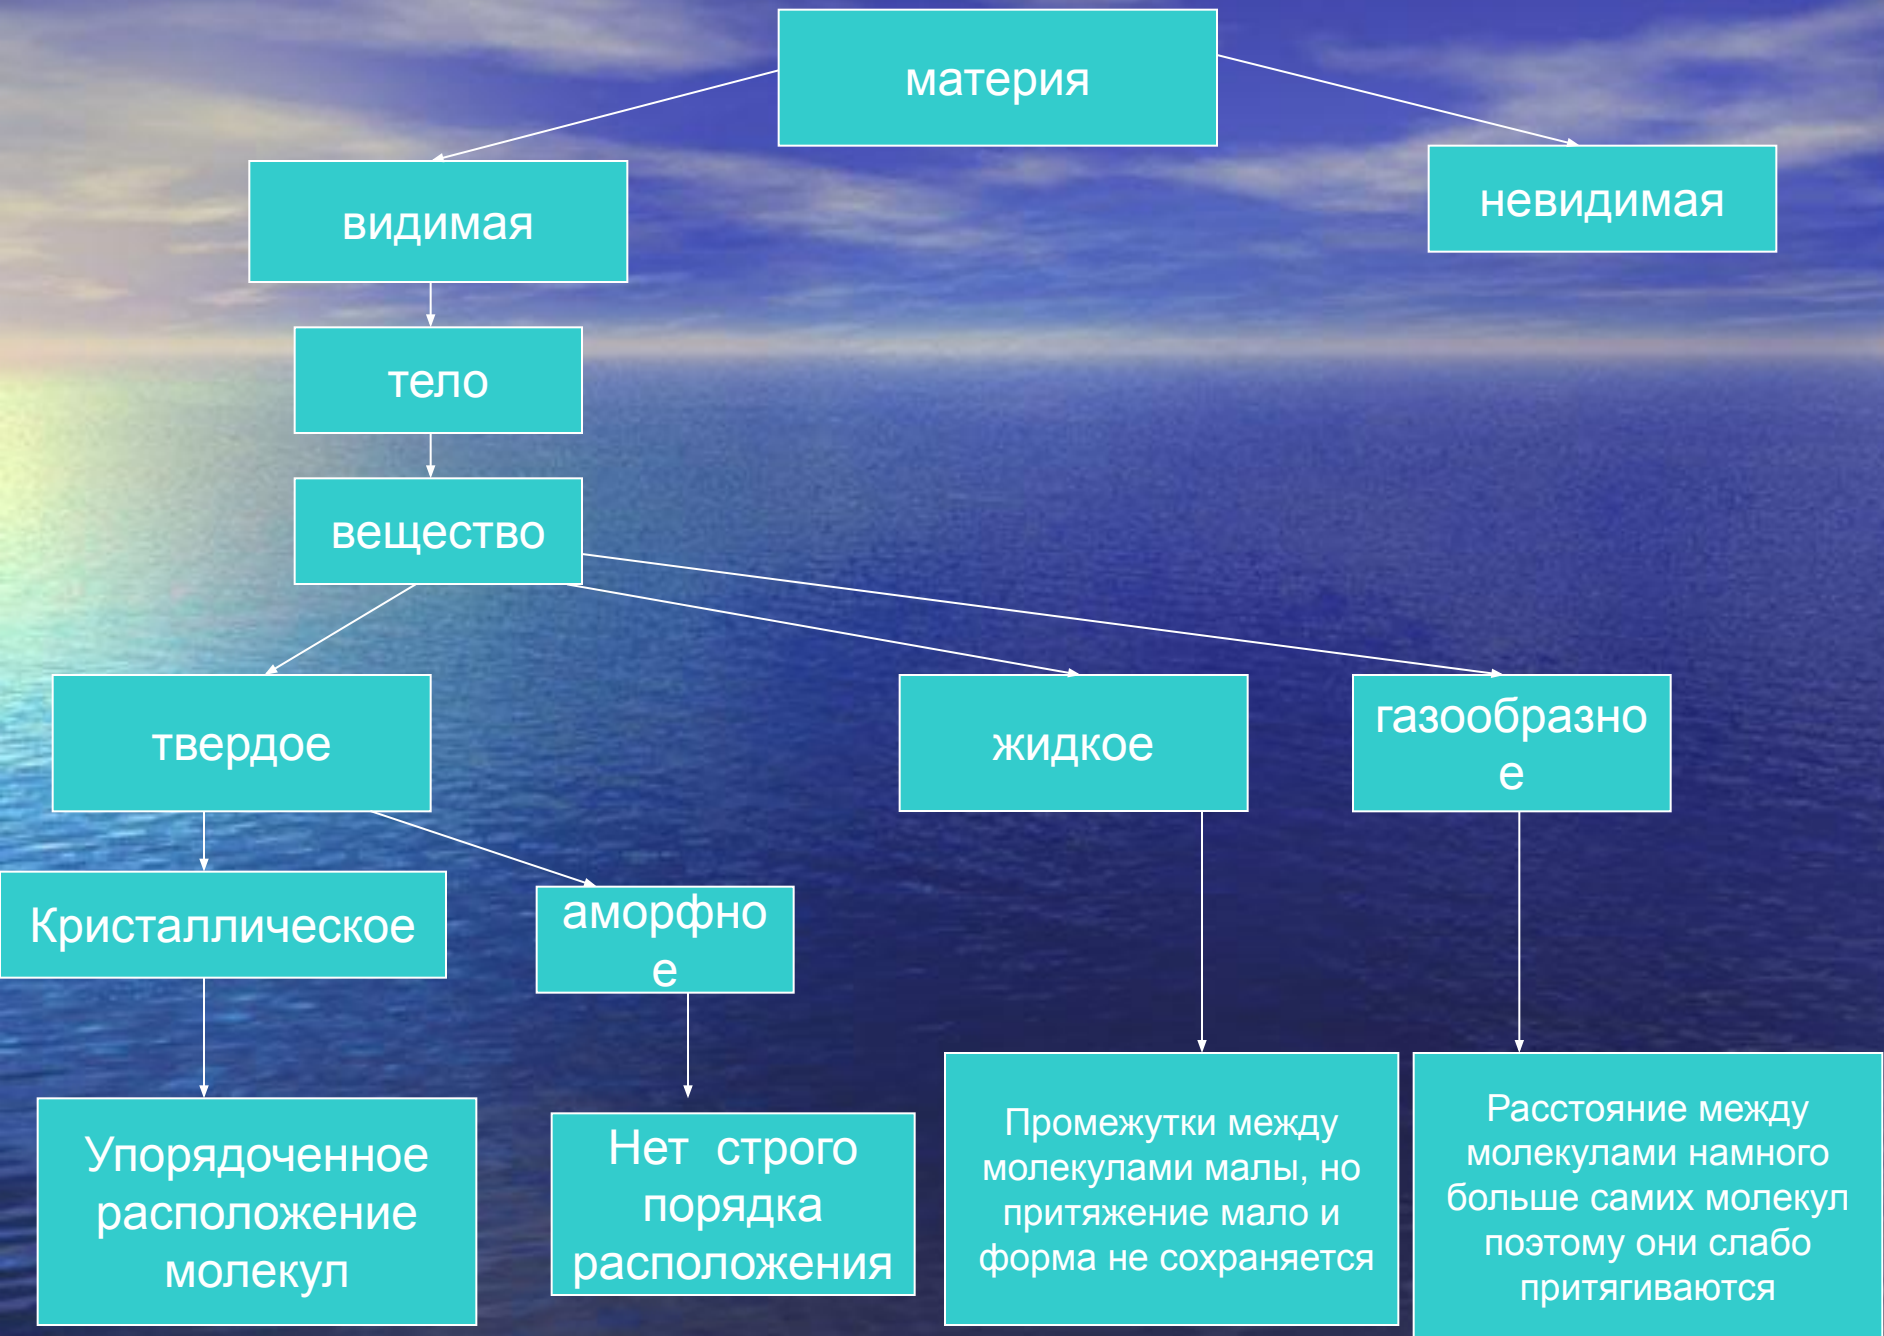 материя
видимая
невидимая
тело
вещество
твердое
жидкое
газообразно
е
Кристаллическое
аморфно
е
Упорядоченное
расположение
молекул
Нет строго
порядка
расположения
Промежутки между
молекулами малы, но
притяжение мало и
форма не сохраняется
Расстояние между
молекулами намного
больше самих молекул
поэтому они слабо
притягиваются